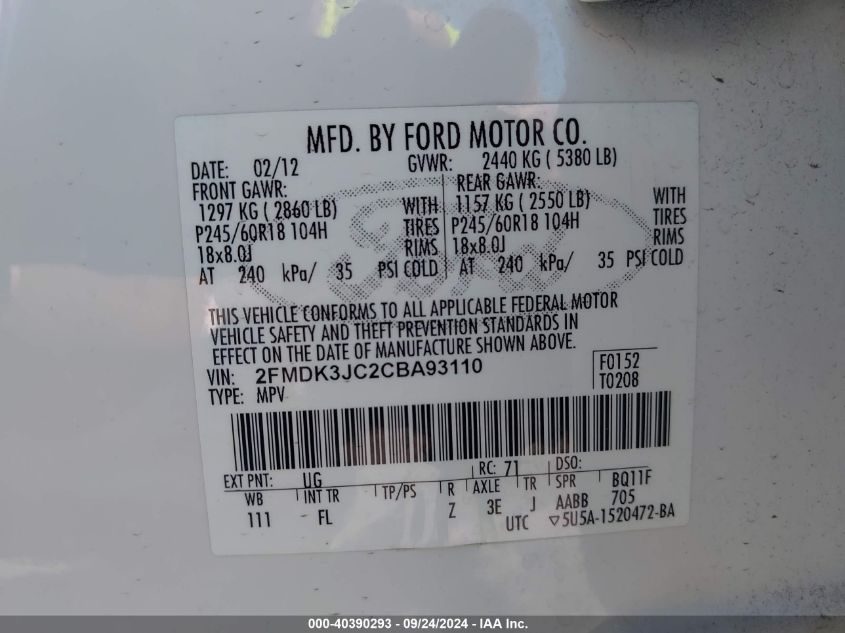 MFD. BY FORD MOTOR CO.
DATE: 02/12 GVWR: 2440 KG ( 5380 LB)
FRONT GAWR: REAR GAWR:
1297 KG ( 2860 LB) WITH 1157 KG ( 2550 LB) WITH
P245/60R18 104H TIRES P245/60R18 104H TIRES
18x8.0J RIMS 18x8.0J RIMS
AT 240 kPa/ 35 PSI COLD AT 240 kPa/ 35 PSI COLD
Ford
THIS VEHICLE CONFORMS TO ALL APPLICABLE FEDERAL MOTOR
VEHICLE SAFETY AND THEFT PREVENTION STANDARDS IN
EFFECT ON THE DATE OF MANUFACTURE SHOWN ABOVE.
VIN: 2FMDK3JC2CBA93110 F0152
TYPE: MPV T0208
EXT PNT: UG RC: 71 DSO:
WB INT TR TP/PS R AXLE TR SPR BQ11F
111 FL Z 3E J AABB 705
UTC ▽5U5A-1520472-BA
000-40390293 - 09/24/2024 - IAA Inc.